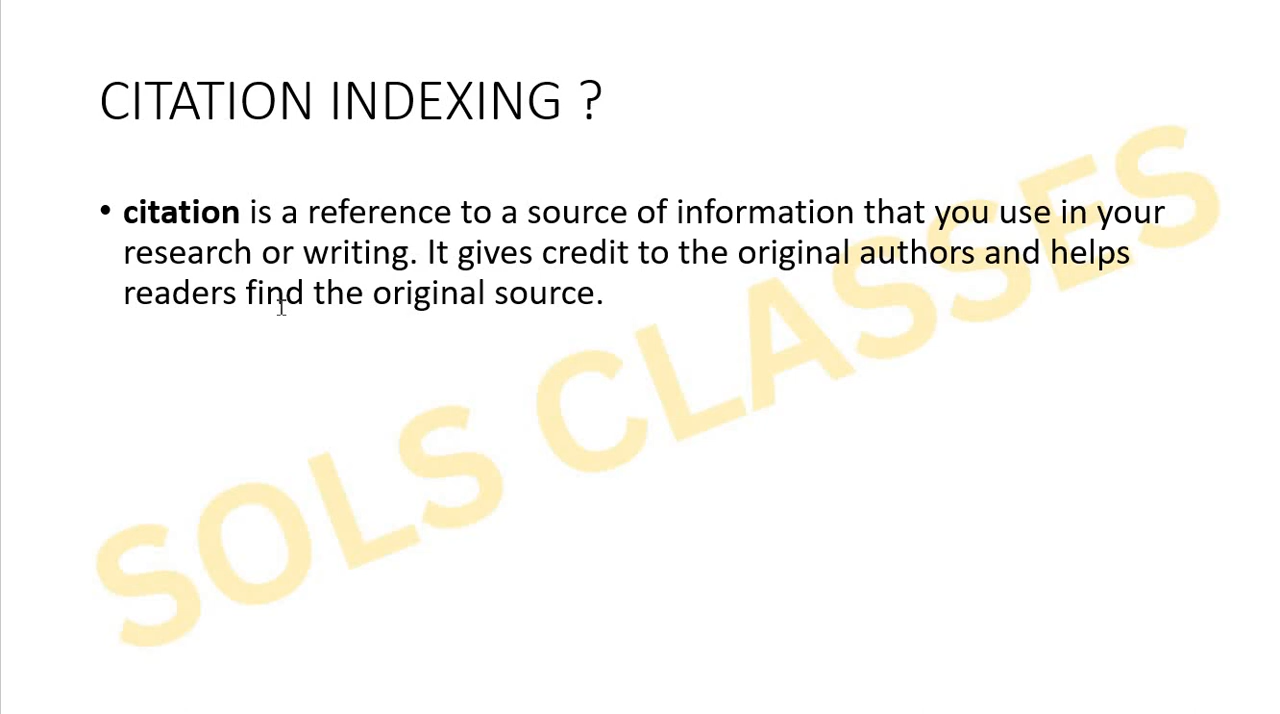 CITATION INDEXING ?
• citation is a reference to a source of information that you use in your
research or writing. It gives credit to the original authors and helps
readers find the original source.
SOLS CLASSES